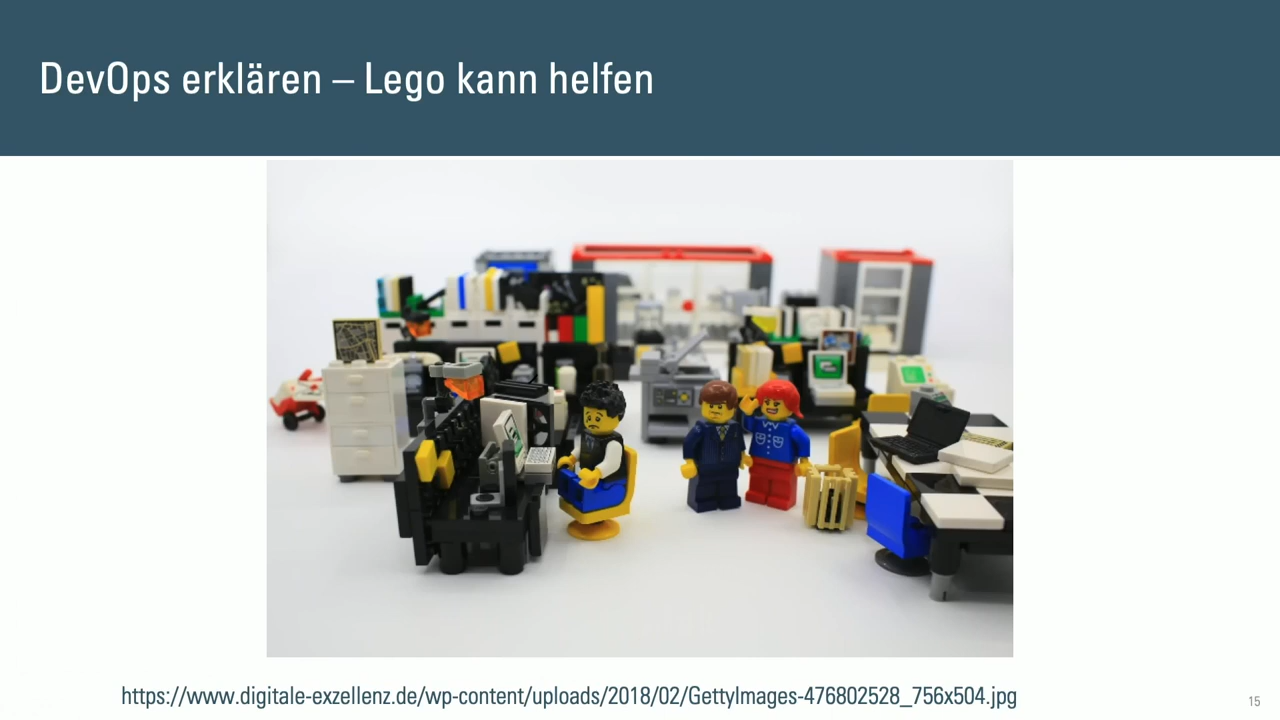 DevOps erklären – Lego kann helfen
https://www.digitale-exzellenz.de/wp-content/uploads/2018/02/GettyImages-476802528_756x504.jpg
15